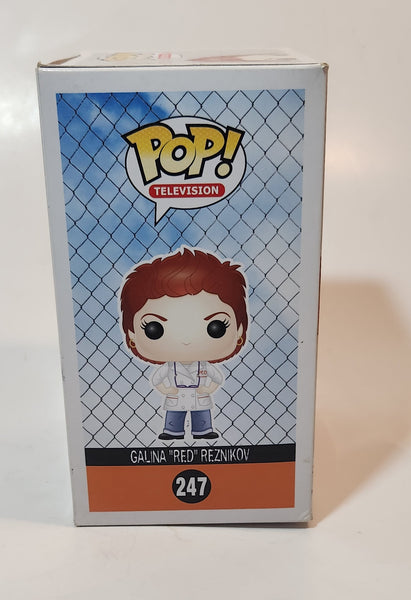 POP!
TELEVISION
GALINA "RED" REZNIKOV
247